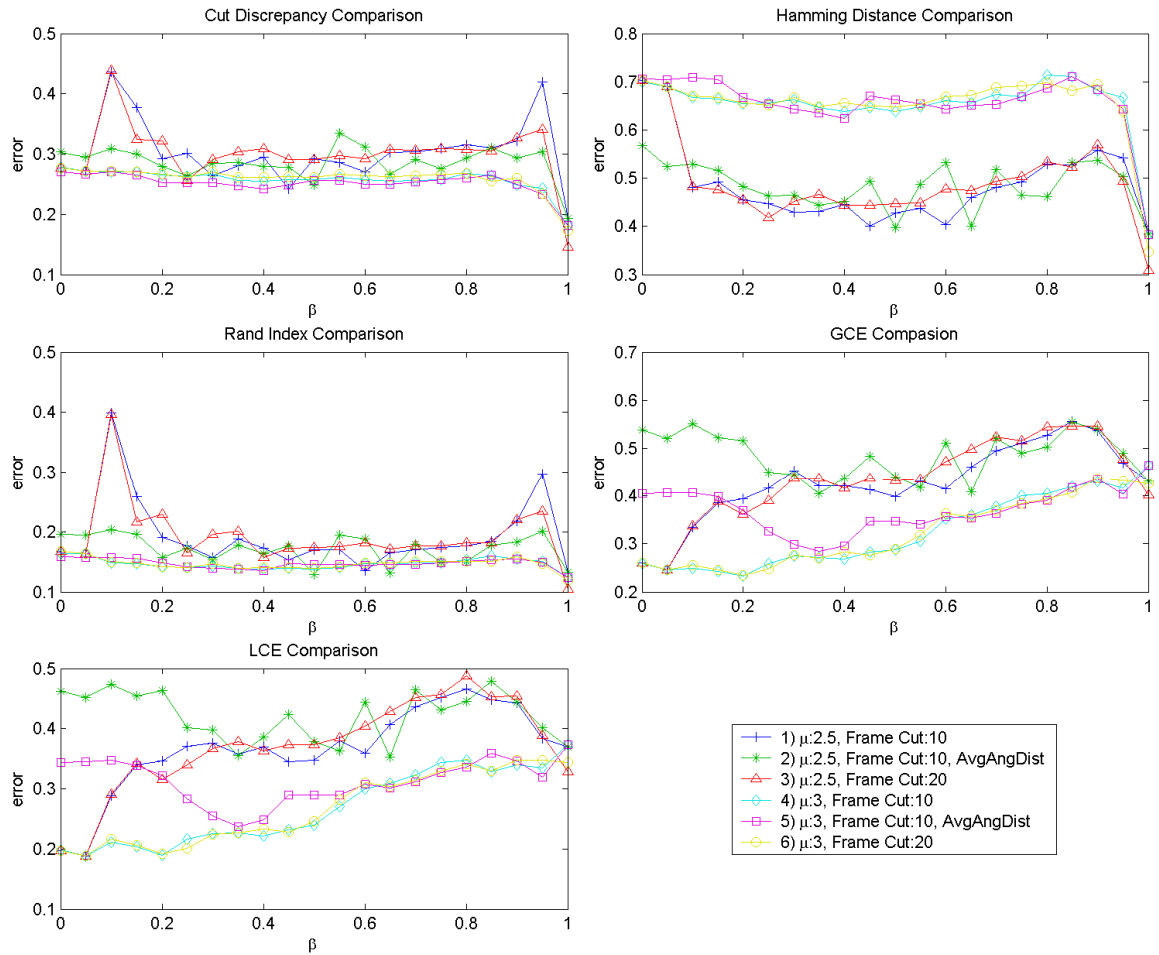 Cut Discrepancy Comparison
0.5
0.4
0.3
0.2
0.1
error
0 0.2 0.4 0.6 0.8 1
β
Hamming Distance Comparison
0.8
0.7
0.6
0.5
0.4
0.3
error
0 0.2 0.4 0.6 0.8 1
β
Rand Index Comparison
0.5
0.4
0.3
0.2
0.1
error
0 0.2 0.4 0.6 0.8 1
β
GCE Compasion
0.7
0.6
0.5
0.4
0.3
0.2
error
0 0.2 0.4 0.6 0.8 1
β
LCE Comparison
0.5
0.4
0.3
0.2
0.1
error
0 0.2 0.4 0.6 0.8 1
β
1) μ:2.5, Frame Cut:10
2) μ:2.5, Frame Cut:10, AvgAngDist
3) μ:2.5, Frame Cut:20
4) μ:3, Frame Cut:10
5) μ:3, Frame Cut:10, AvgAngDist
6) μ:3, Frame Cut:20